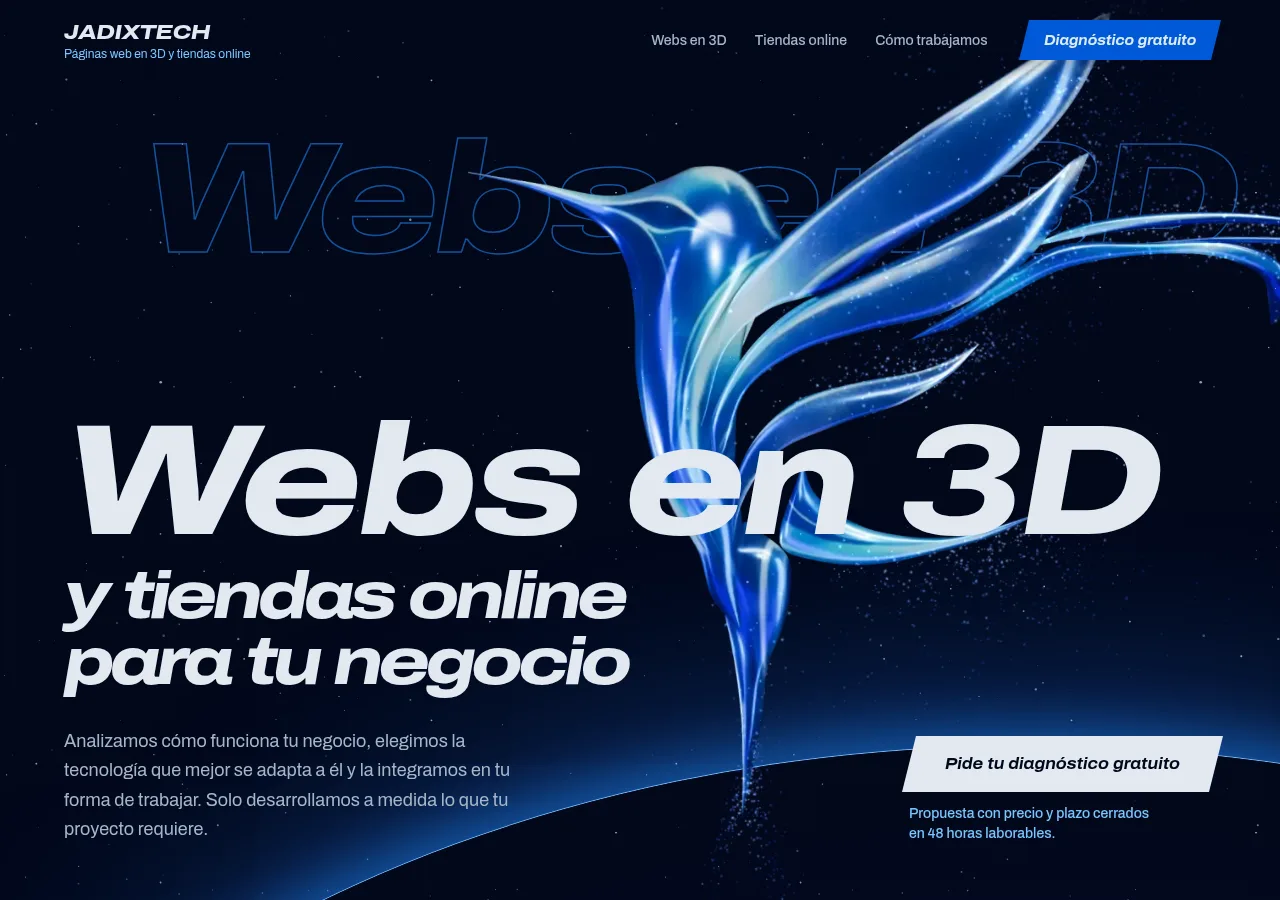 JADIXTECH
Páginas web en 3D y tiendas online
Webs en 3D
Tiendas online
Cómo trabajamos
Diagnóstico gratuito
Webs en 3D
Webs en 3D
y tiendas online
para tu negocio
Analizamos cómo funciona tu negocio, elegimos la
tecnología que mejor se adapta a él y la integramos en tu
forma de trabajar. Solo desarrollamos a medida lo que tu
proyecto requiere.
Pide tu diagnóstico gratuito
Propuesta con precio y plazo cerrados
en 48 horas laborables.